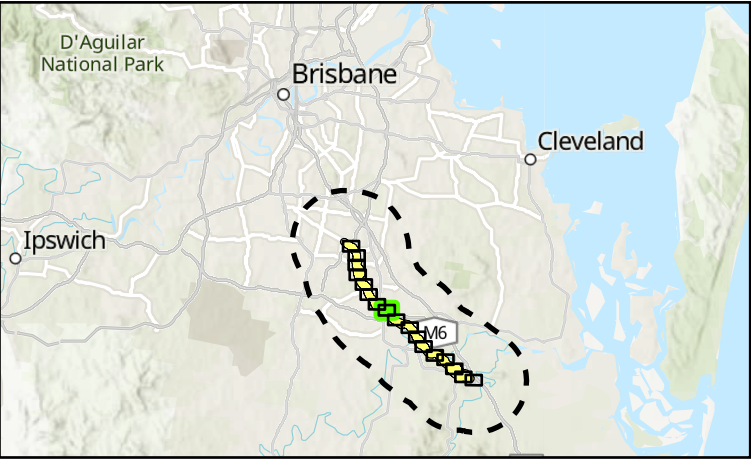 D'Aguilar
National Park
Brisbane
Cleveland
Ipswich
M6